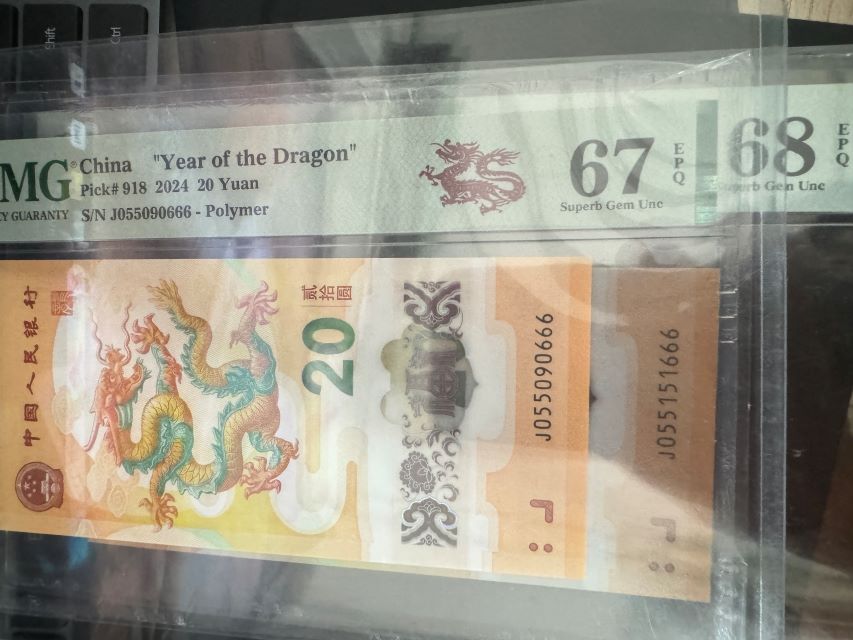 Shift
Ctrl
MG® China "Year of the Dragon"
Pick# 918 2024 20 Yuan
Y GUARANTY S/N J055090666 - Polymer
67 EPQ
Superb Gem Unc
68 EPQ
Superb Gem Unc
中国人民银行
贰拾圆
20
J055090666
J055151666